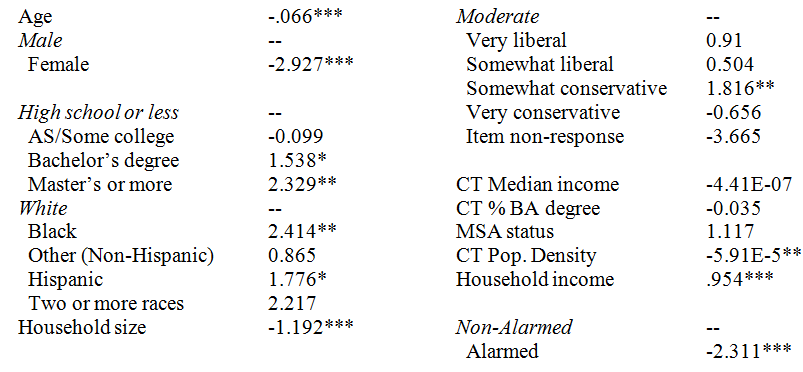 Age -.066***
Male --
Female -2.927***
High school or less --
AS/Some college -0.099
Bachelor’s degree 1.538*
Master’s or more 2.329**
White --
Black 2.414**
Other (Non-Hispanic) 0.865
Hispanic 1.776*
Two or more races 2.217
Household size -1.192***
Moderate --
Very liberal 0.91
Somewhat liberal 0.504
Somewhat conservative 1.816**
Very conservative -0.656
Item non-response -3.665
CT Median income -4.41E-07
CT % BA degree -0.035
MSA status 1.117
CT Pop. Density -5.91E-5**
Household income .954***
Non-Alarmed --
Alarmed -2.311***